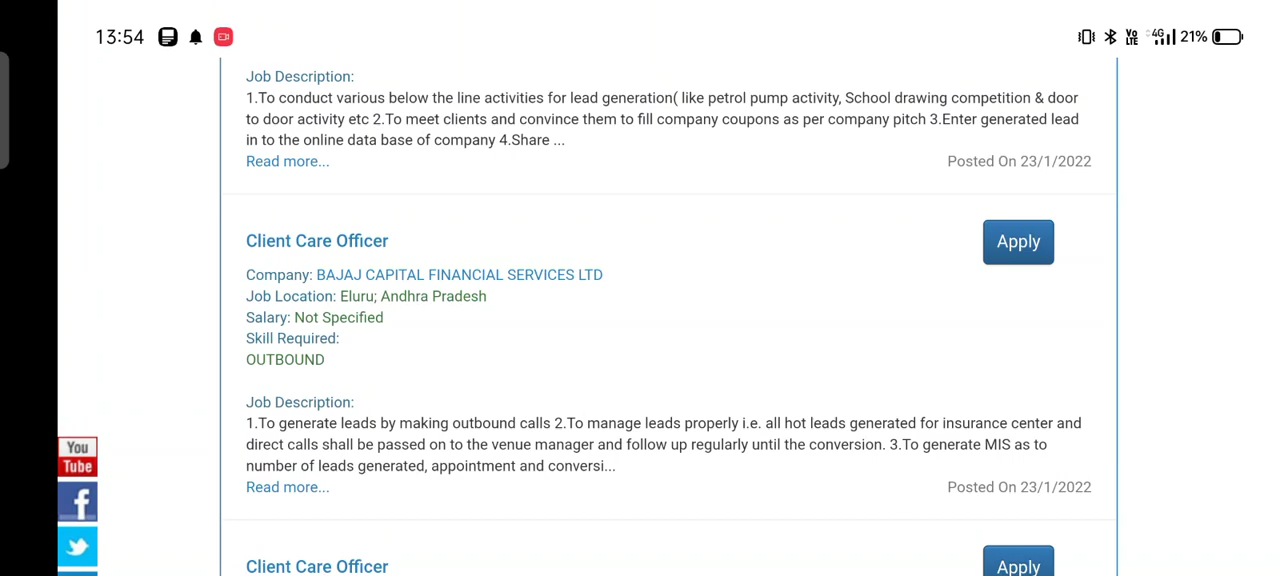 13:54 Vo LTE 4G 21%
Job Description:
1.To conduct various below the line activities for lead generation( like petrol pump activity, School drawing competition & door
to door activity etc 2.To meet clients and convince them to fill company coupons as per company pitch 3.Enter generated lead
in to the online data base of company 4.Share ...
Read more...
Posted On 23/1/2022
Client Care Officer
Apply
Company: BAJAJ CAPITAL FINANCIAL SERVICES LTD
Job Location: Eluru; Andhra Pradesh
Salary: Not Specified
Skill Required:
OUTBOUND
Job Description:
1.To generate leads by making outbound calls 2.To manage leads properly i.e. all hot leads generated for insurance center and
direct calls shall be passed on to the venue manager and follow up regularly until the conversion. 3.To generate MIS as to
number of leads generated, appointment and conversi...
Read more...
Posted On 23/1/2022
You
Tube
f
Client Care Officer
Apply